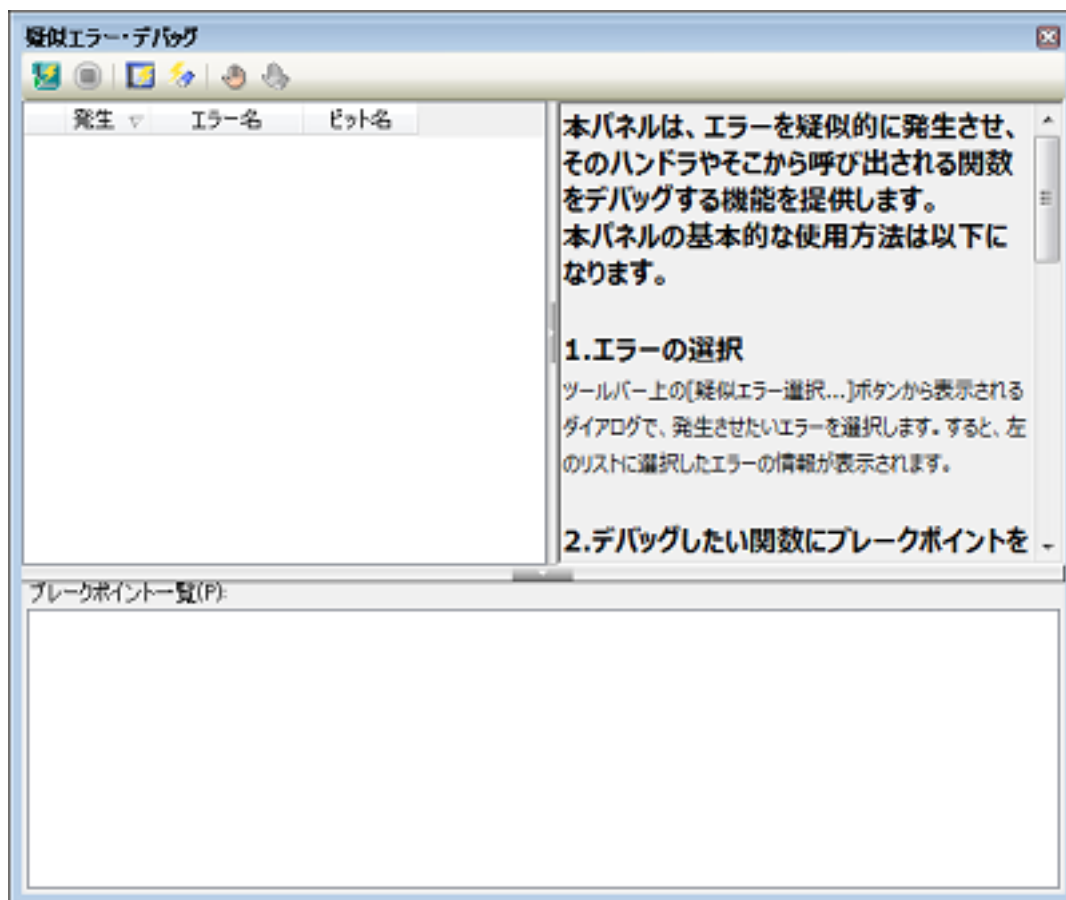 疑似エラー・デバッグ
発生 エラー名 ビット名
本パネルは、エラーを疑似的に発生させ、
そのハンドラやそこから呼び出される関数
をデバッグする機能を提供します。
本パネルの基本的な使用方法は以下に
なります。
1.エラーの選択
ツールバー上の[疑似エラー選択...]ボタンから表示される
ダイアログで、発生させたいエラーを選択します。すると、左
のリストに選択したエラーの情報が表示されます。
2.デバッグしたい関数にブレークポイントを
ブレークポイント一覧(P):